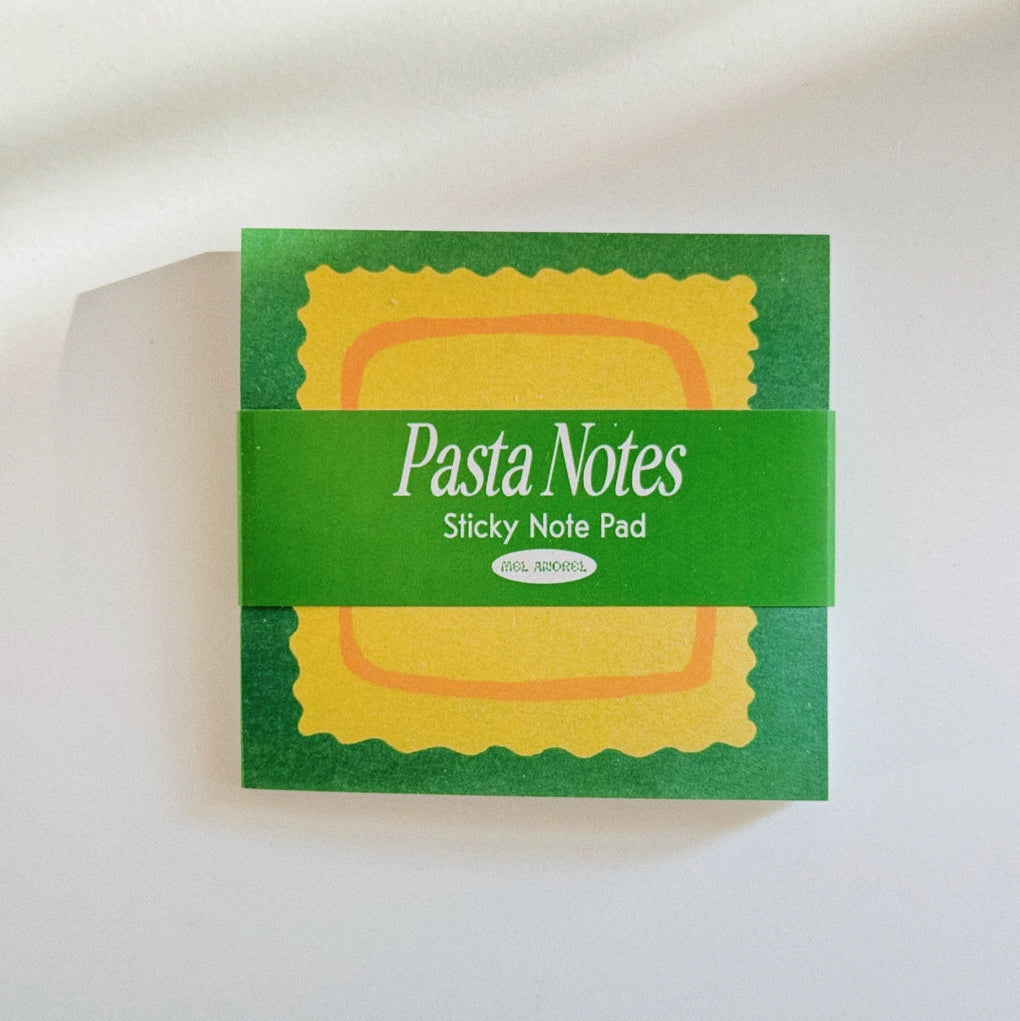 Pasta Notes
Sticky Note Pad
MEL ANDREL